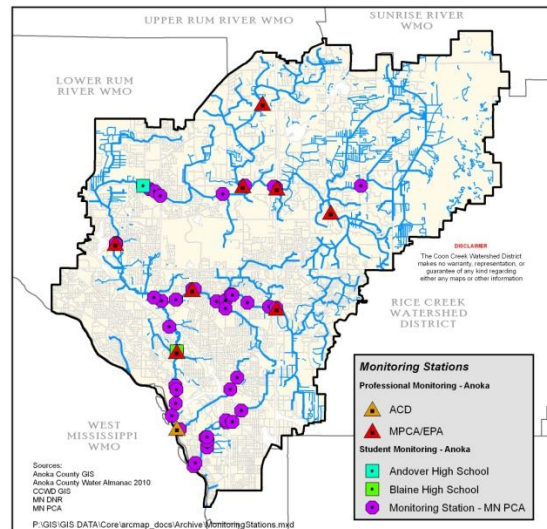 UPPER RUM RIVER WMO
SUNRISE RIVER
WMO
LOWER RUM
RIVER WMO
DISCLAIMER
The Coon Creek Watershed District
makes no warranty, representation, or
guarantee of any kind regarding
either any maps or other information
RICE CREEK
WATERSHED
DISTRICT
WEST
MISSISSIPPI
WMO
Monitoring Stations
Professional Monitoring - Anoka
ACD
MPCA/EPA
Student Monitoring - Anoka
Andover High School
Blaine High School
Monitoring Station - MN PCA
Sources:
Anoka County GIS
Anoka County Water Almanac 2010
CCWD GIS
MN DNR
MN PCA
P:\GIS\GIS DATA\Core\arcmap_docs\Archive\MonitoringStations.mxd